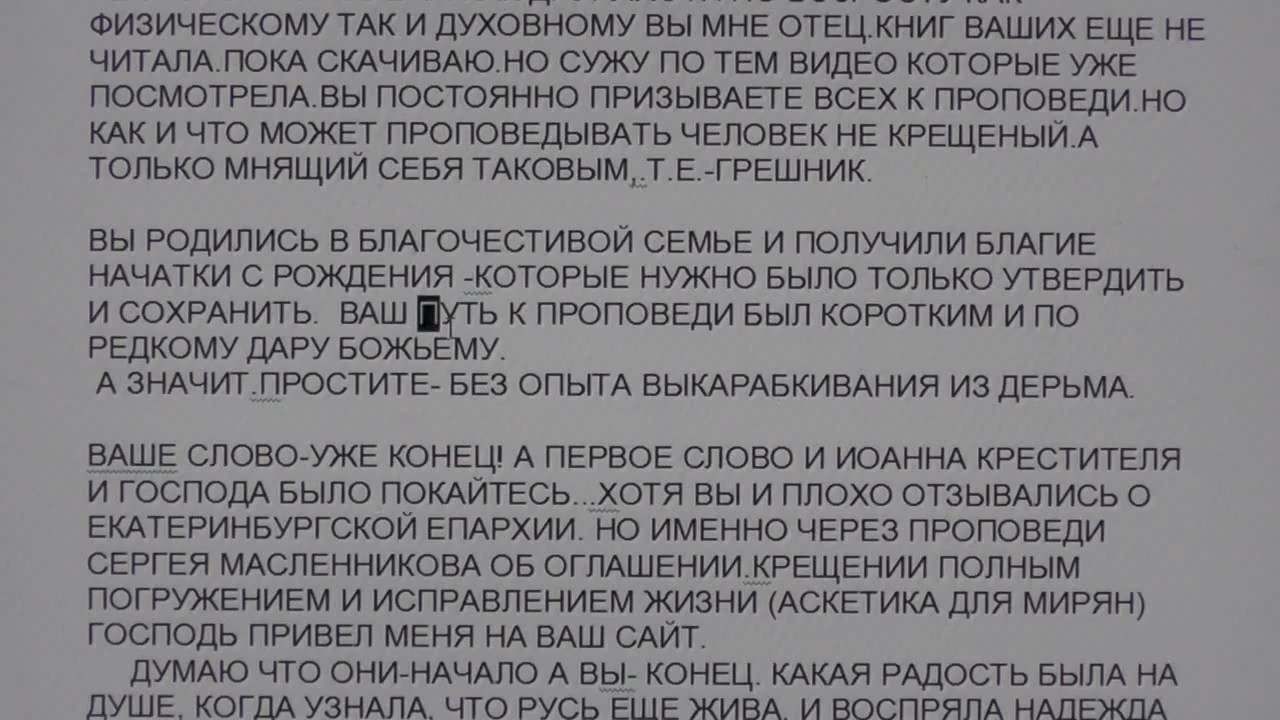 ФИЗИЧЕСКОМУ ТАК И ДУХОВНОМУ ВЫ МНЕ ОТЕЦ.КНИГ ВАШИХ ЕЩЕ НЕ
ЧИТАЛА.ПОКА СКАЧИВАЮ.НО СУЖУ ПО ТЕМ ВИДЕО КОТОРЫЕ УЖЕ
ПОСМОТРЕЛА.ВЫ ПОСТОЯННО ПРИЗЫВАЕТЕ ВСЕХ К ПРОПОВЕДИ.НО
КАК И ЧТО МОЖЕТ ПРОПОВЕДЫВАТЬ ЧЕЛОВЕК НЕ КРЕЩЕНЫЙ.А
ТОЛЬКО МНЯЩИЙ СЕБЯ ТАКОВЫМ,.Т.Е.-ГРЕШНИК.
ВЫ РОДИЛИСЬ В БЛАГОЧЕСТИВОЙ СЕМЬЕ И ПОЛУЧИЛИ БЛАГИЕ
НАЧАТКИ С РОЖДЕНИЯ -КОТОРЫЕ НУЖНО БЫЛО ТОЛЬКО УТВЕРДИТЬ
И СОХРАНИТЬ. ВАШ ПУТЬ К ПРОПОВЕДИ БЫЛ КОРОТКИМ И ПО
РЕДКОМУ ДАРУ БОЖЬЕМУ.
А ЗНАЧИТ.ПРОСТИТЕ- БЕЗ ОПЫТА ВЫКАРАБКИВАНИЯ ИЗ ДЕРЬМА.
ВАШЕ СЛОВО-УЖЕ КОНЕЦ! А ПЕРВОЕ СЛОВО И ИОАННА КРЕСТИТЕЛЯ
И ГОСПОДА БЫЛО ПОКАЙТЕСЬ...ХОТЯ ВЫ И ПЛОХО ОТЗЫВАЛИСЬ О
ЕКАТЕРИНБУРГСКОЙ ЕПАРХИИ. НО ИМЕННО ЧЕРЕЗ ПРОПОВЕДИ
СЕРГЕЯ МАСЛЕННИКОВА ОБ ОГЛАШЕНИИ.КРЕЩЕНИИ ПОЛНЫМ
ПОГРУЖЕНИЕМ И ИСПРАВЛЕНИЕМ ЖИЗНИ (АСКЕТИКА ДЛЯ МИРЯН)
ГОСПОДЬ ПРИВЕЛ МЕНЯ НА ВАШ САЙТ.
ДУМАЮ ЧТО ОНИ-НАЧАЛО А ВЫ- КОНЕЦ. КАКАЯ РАДОСТЬ БЫЛА НА
ДУШЕ, КОГДА УЗНАЛА, ЧТО РУСЬ ЕЩЕ ЖИВА, И ВОСПРЯЛА НАДЕЖДА